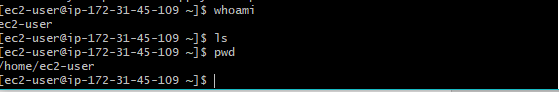 [ec2-user@ip-172-31-45-109 ~]$ whoami
ec2-user
[ec2-user@ip-172-31-45-109 ~]$ ls
[ec2-user@ip-172-31-45-109 ~]$ pwd
/home/ec2-user
[ec2-user@ip-172-31-45-109 ~]$